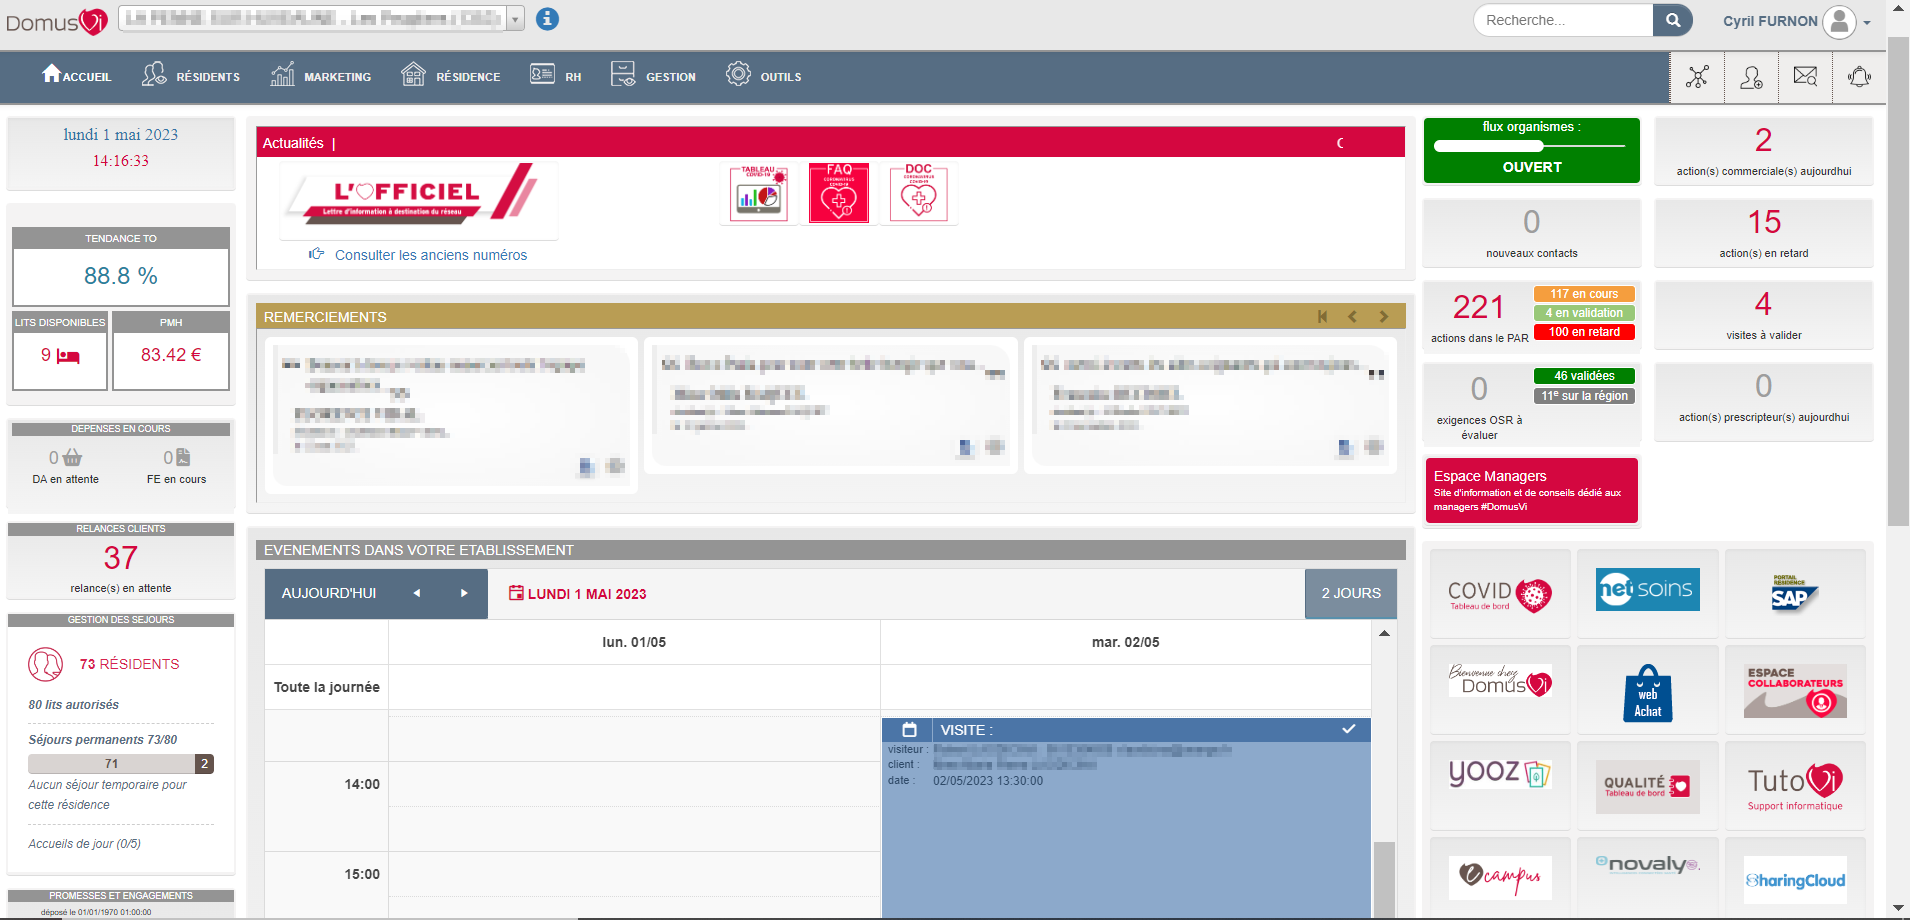 DomusVi
Recherche...
Cyril FURNON
ACCUEIL
RÉSIDENTS
MARKETING
RÉSIDENCE
RH
GESTION
OUTILS
lundi 1 mai 2023
14:16:33
TENDANCE TO
88.8 %
LITS DISPONIBLES
9
PMH
83.42 €
DEPENSES EN COURS
0
DA en attente
0
FE en cours
RELANCES CLIENTS
37
relance(s) en attente
GESTION DES SEJOURS
73 RÉSIDENTS
80 lits autorisés
Séjours permanents 73/80
71
2
Aucun séjour temporaire pour
cette résidence
Accueils de jour (0/5)
PROMESSES ET ENGAGEMENTS
déposé le 01/01/1970 01:00:00
Actualités |
L'OFFICIEL
Lettre d'information à destination du réseau
Consulter les anciens numéros
TABLEAU
COVID-19
FAQ
CORONAVIRUS
COVID-19
DOC
CORONAVIRUS
COVID-19
REMERCIEMENTS
EVENEMENTS DANS VOTRE ETABLISSEMENT
AUJOURD'HUI
LUNDI 1 MAI 2023
2 JOURS
lun. 01/05
mar. 02/05
Toute la journée
14:00
15:00
VISITE :
visiteur :
client :
date : 02/05/2023 13:30:00
flux organismes :
OUVERT
2
action(s) commerciale(s) aujourd'hui
0
nouveaux contacts
15
action(s) en retard
221
actions dans le PAR
117 en cours
4 en validation
100 en retard
4
visites à valider
0
exigences OSR à
évaluer
46 validées
11e sur la région
0
action(s) prescripteur(s) aujourd'hui
Espace Managers
Site d'information et de conseils dédié aux
managers #DomusVi
COVID
Tableau de bord
net soins
PORTAIL
RÉSIDENCE
SAP
Bienvenue chez
DomusVi
web
Achat
ESPACE
COLLABORATEURS
yooz
QUALITÉ
Tableau de bord
TutoVi
Support informatique
ecampus
novaly
SharingCloud